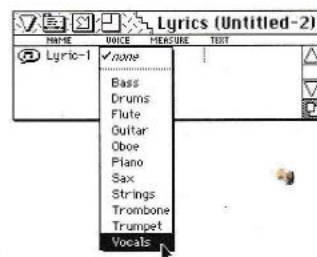 Lyrics (Untitled-2)
NAME VOICE MEASURE TEXT
Lyric-1 ✓none
Bass
Drums
Flute
Guitar
Oboe
Piano
Sax
Strings
Trombone
Trumpet
Vocals